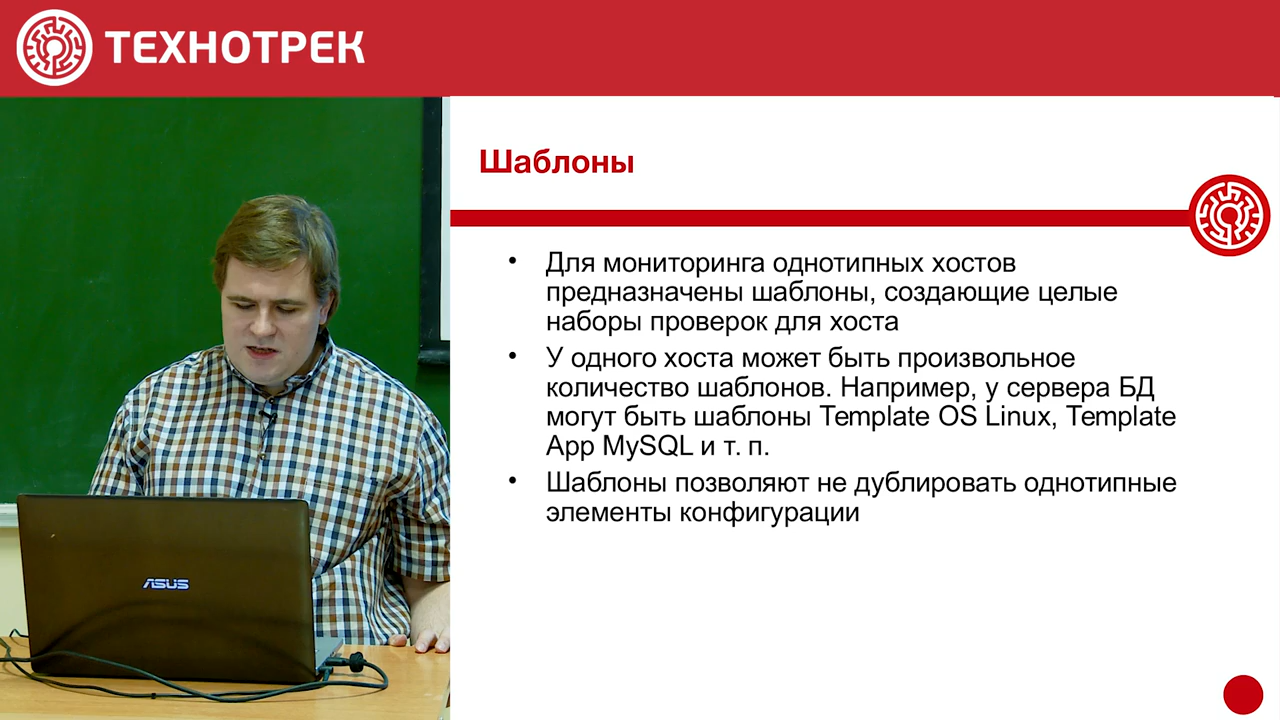 ТЕХНОТРЕК
Шаблоны
• Для мониторинга однотипных хостов
предназначены шаблоны, создающие целые
наборы проверок для хоста
• У одного хоста может быть произвольное
количество шаблонов. Например, у сервера БД
могут быть шаблоны Template OS Linux, Template
App MySQL и т. п.
• Шаблоны позволяют не дублировать однотипные
элементы конфигурации
ASUS